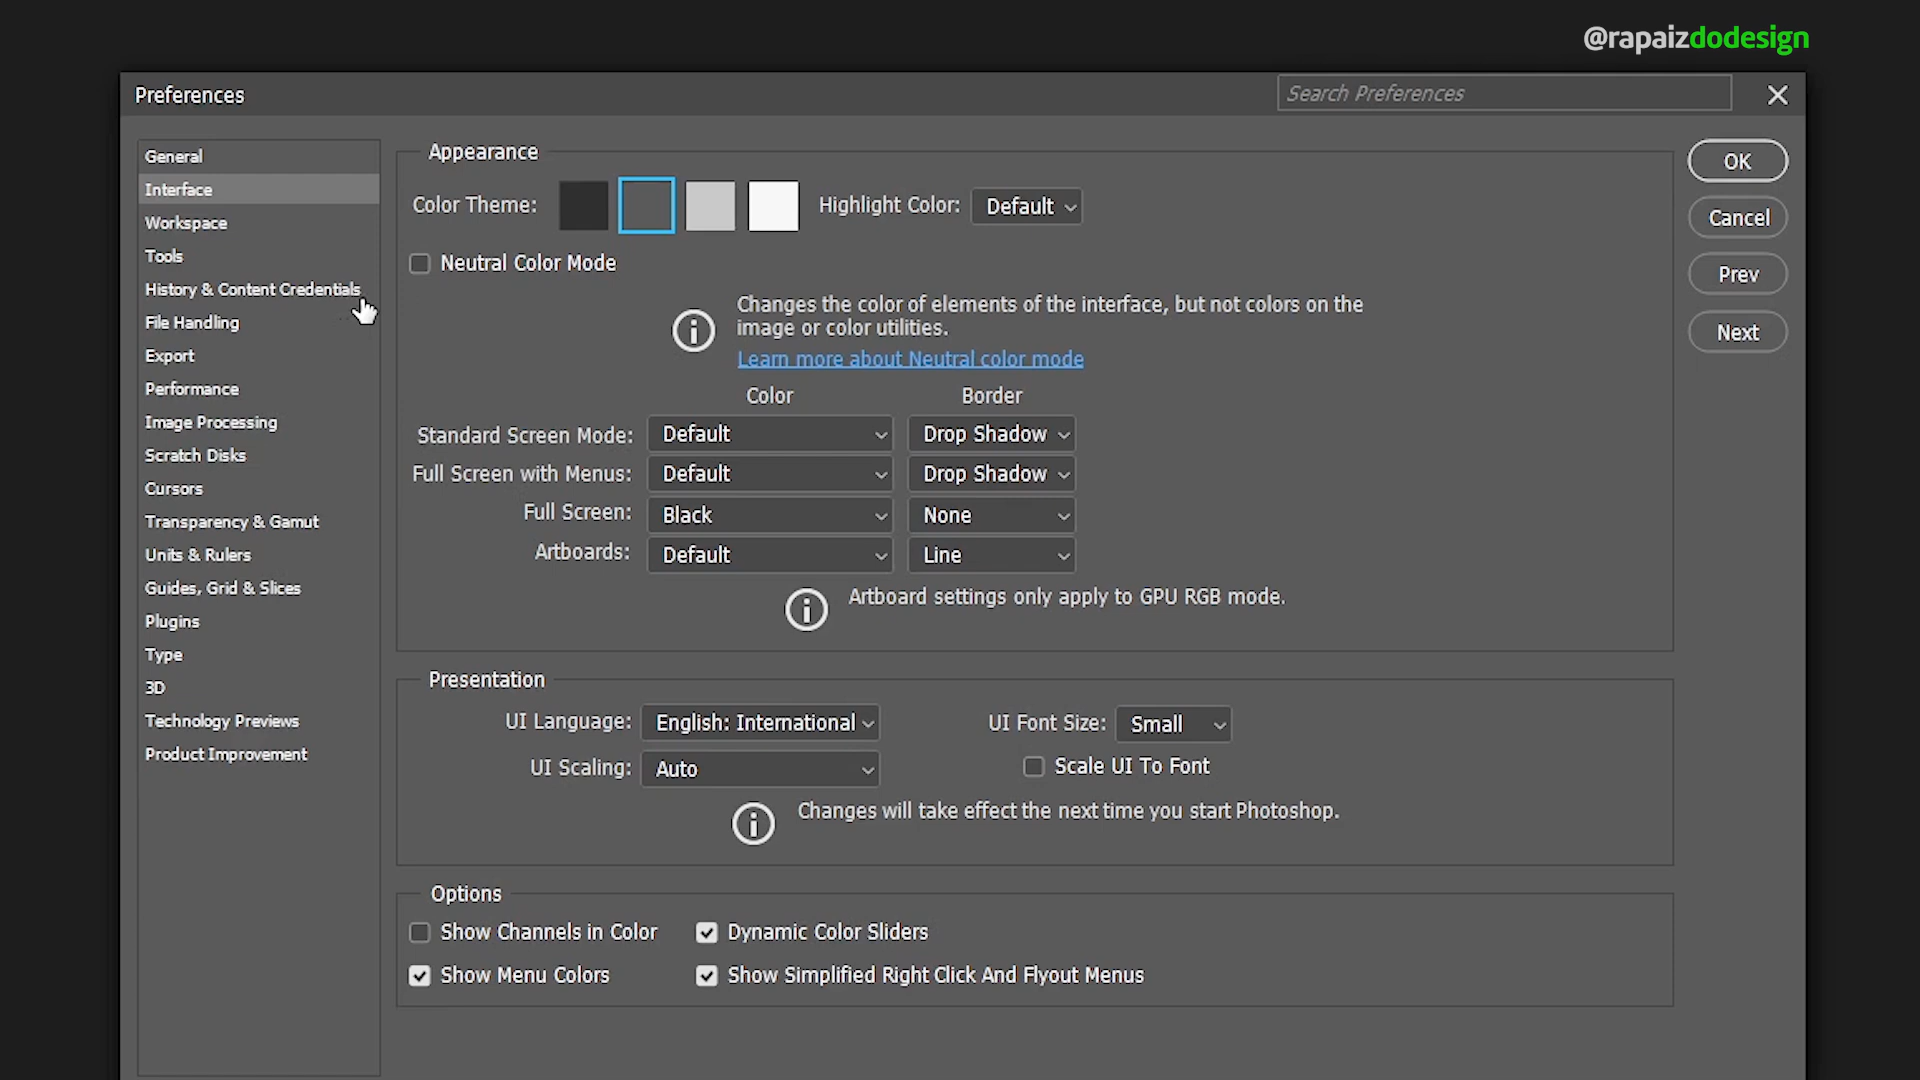 @rapaizdodesign
Preferences
Search Preferences
General
Interface
Workspace
Tools
History & Content Credentials
File Handling
Export
Performance
Image Processing
Scratch Disks
Cursors
Transparency & Gamut
Units & Rulers
Guides, Grid & Slices
Plugins
Type
3D
Technology Previews
Product Improvement
Appearance
Color Theme:
Highlight Color: Default
Neutral Color Mode
Changes the color of elements of the interface, but not colors on the
image or color utilities.
Learn more about Neutral color mode
Color Border
Standard Screen Mode: Default Drop Shadow
Full Screen with Menus: Default Drop Shadow
Full Screen: Black None
Artboards: Default Line
Artboard settings only apply to GPU RGB mode.
Presentation
UI Language: English: International UI Font Size: Small
UI Scaling: Auto Scale UI To Font
Changes will take effect the next time you start Photoshop.
Options
Show Channels in Color Dynamic Color Sliders
Show Menu Colors Show Simplified Right Click And Flyout Menus
OK
Cancel
Prev
Next